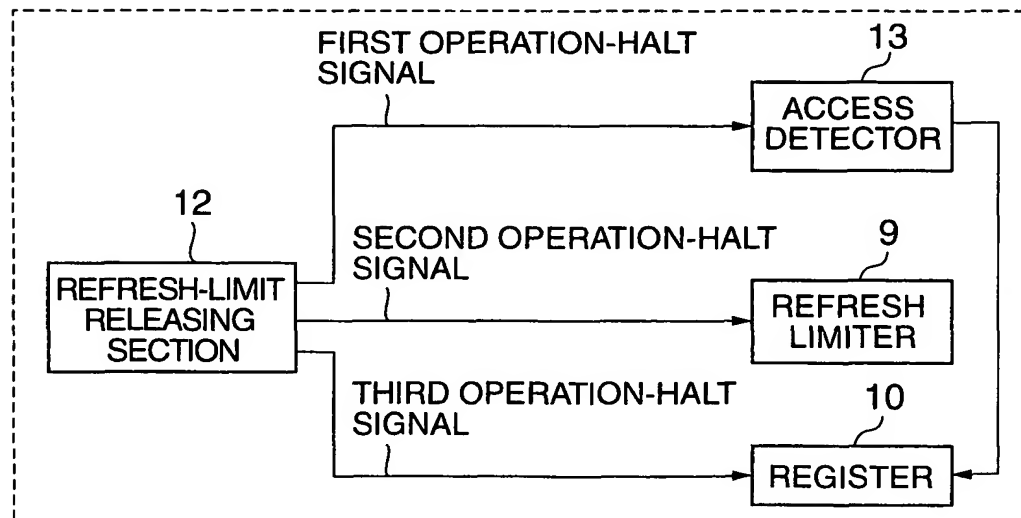 FIRST OPERATION-HALT
SIGNAL
13
ACCESS
DETECTOR
12
REFRESH-LIMIT
RELEASING
SECTION
SECOND OPERATION-HALT
SIGNAL
9
REFRESH
LIMITER
THIRD OPERATION-HALT
SIGNAL
10
REGISTER